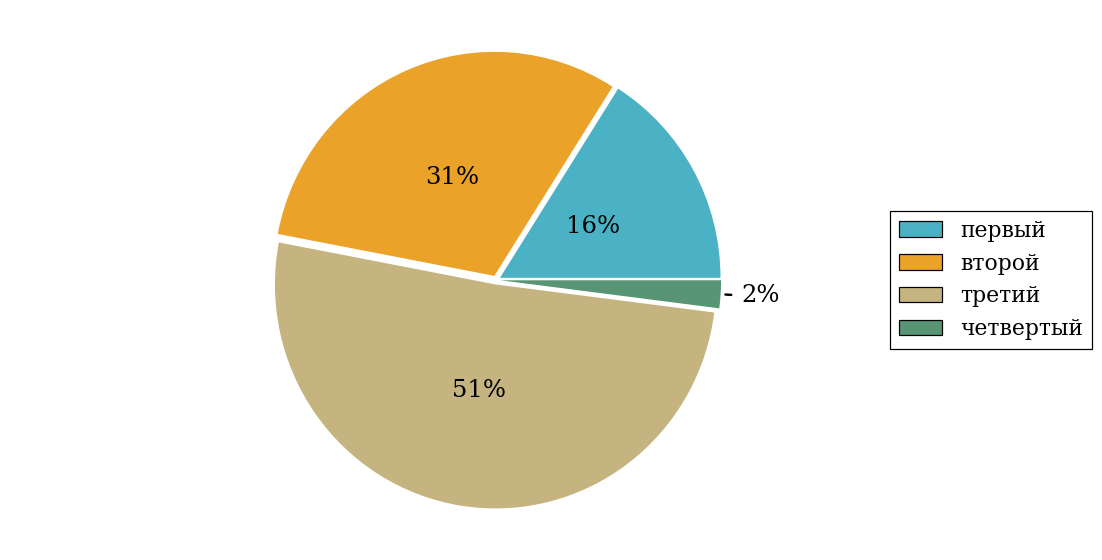 31%
16%
2%
51%
первый
второй
третий
четвертый